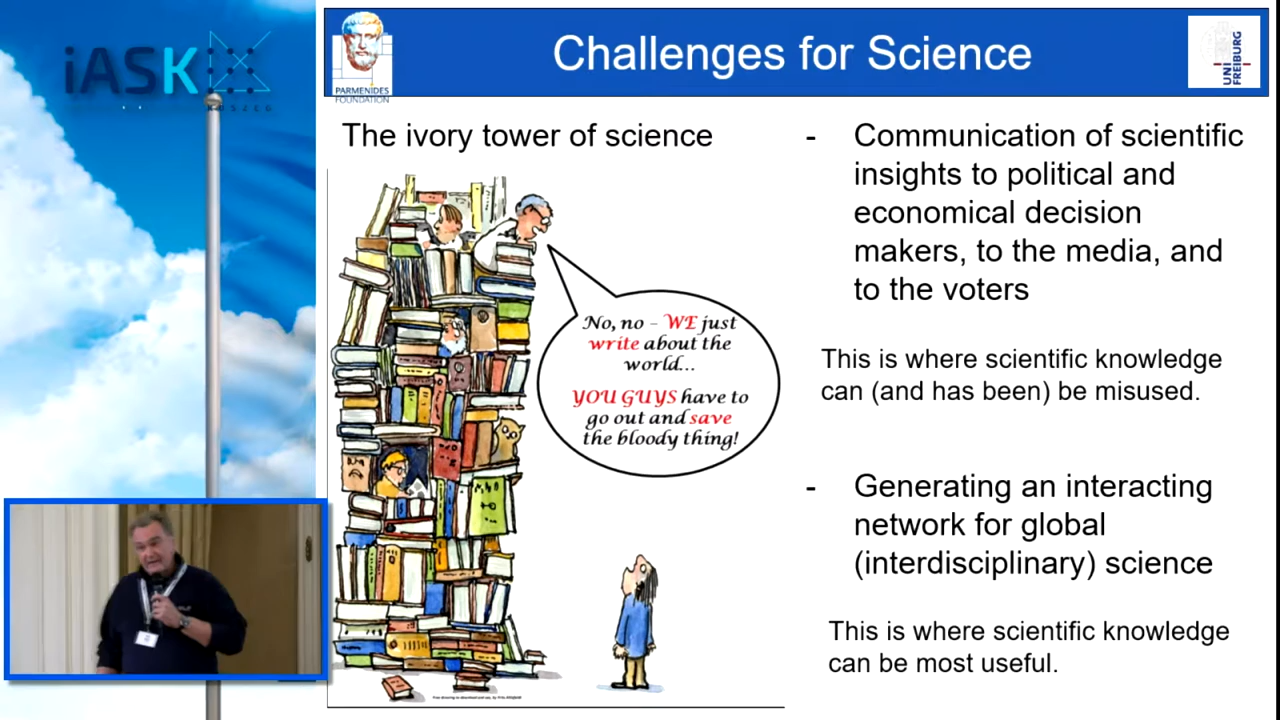 iASK
KŐSZEG
Challenges for Science
PARMENIDES
FOUNDATION
UNI
FREIBURG
The ivory tower of science
No, no – WE just
write about the
world...
YOU GUYS have to
go out and save
the bloody thing!
- Communication of scientific
insights to political and
economical decision
makers, to the media, and
to the voters
This is where scientific knowledge
can (and has been) be misused.
- Generating an interacting
network for global
(interdisciplinary) science
This is where scientific knowledge
can be most useful.